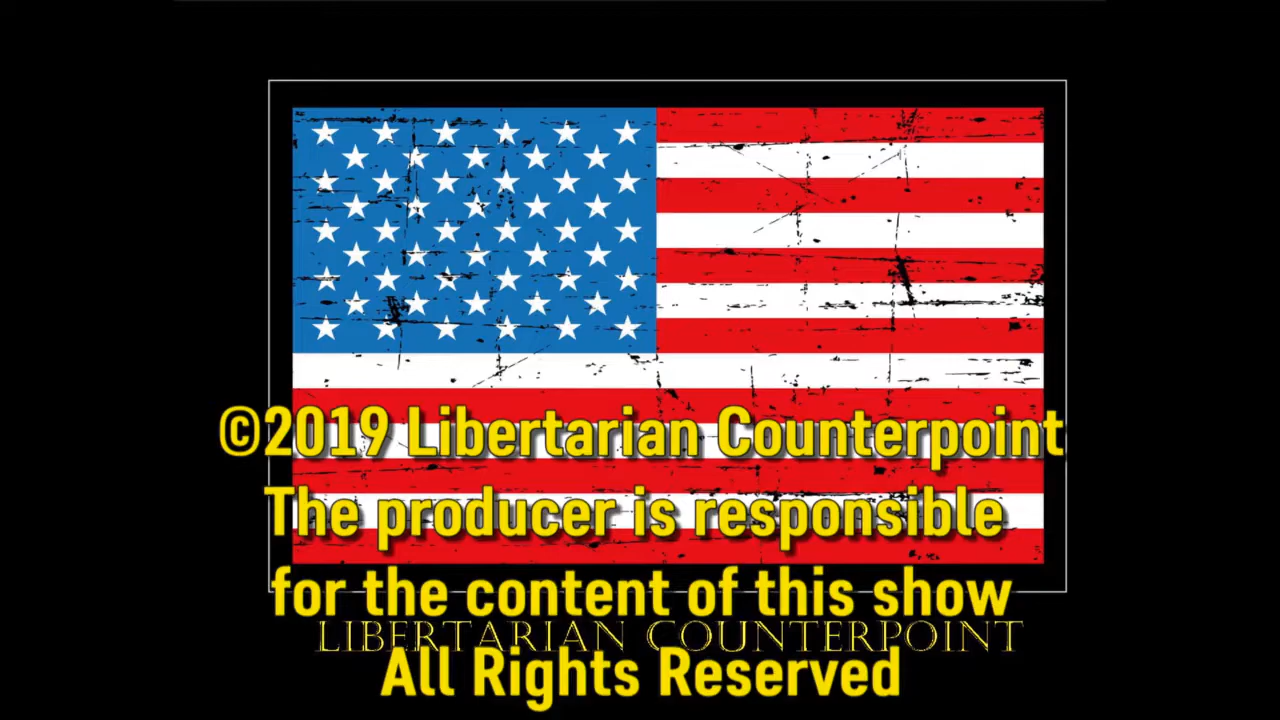 ©2019 Libertarian Counterpoint
The producer is responsible
for the content of this show
LIBERTARIAN COUNTERPOINT
All Rights Reserved